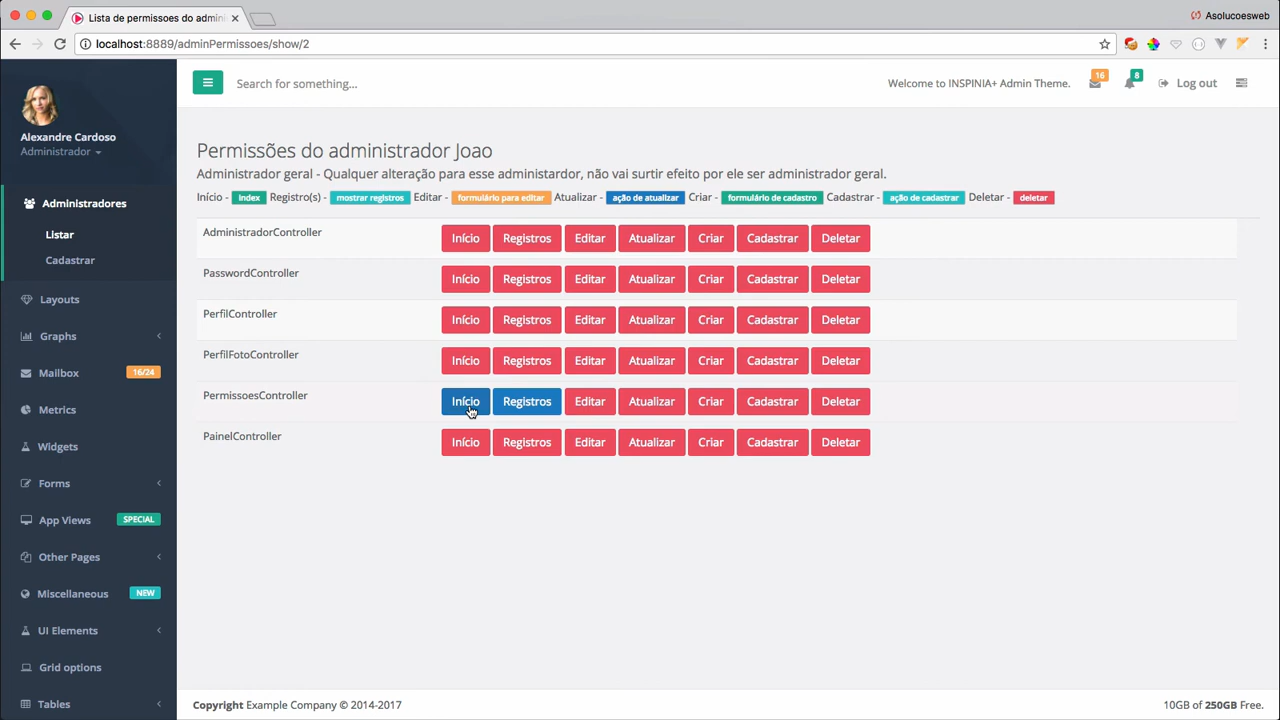 Lista de permissoes do admini
Asolucoesweb
localhost:8889/adminPermissoes/show/2
Alexandre Cardoso
Administrador
Administradores
Listar
Cadastrar
Layouts
Graphs
Mailbox 16/24
Metrics
Widgets
Forms
App Views SPECIAL
Other Pages
Miscellaneous NEW
UI Elements
Grid options
Tables
Search for something...
Welcome to INSPINIA+ Admin Theme. 16 8 Log out
Permissões do administrador Joao
Administrador geral - Qualquer alteração para esse administardor, não vai surtir efeito por ele ser administrador geral.
Início - Index Registro(s) - mostrar registros Editar - formulário para editar Atualizar - ação de atualizar Criar - formulário de cadastro Cadastrar - ação de cadastrar Deletar - deletar
AdministradorController Início Registros Editar Atualizar Criar Cadastrar Deletar
PasswordController Início Registros Editar Atualizar Criar Cadastrar Deletar
PerfilController Início Registros Editar Atualizar Criar Cadastrar Deletar
PerfilFotoController Início Registros Editar Atualizar Criar Cadastrar Deletar
PermissoesController Início Registros Editar Atualizar Criar Cadastrar Deletar
PainelController Início Registros Editar Atualizar Criar Cadastrar Deletar
Copyright Example Company © 2014-2017
10GB of 250GB Free.